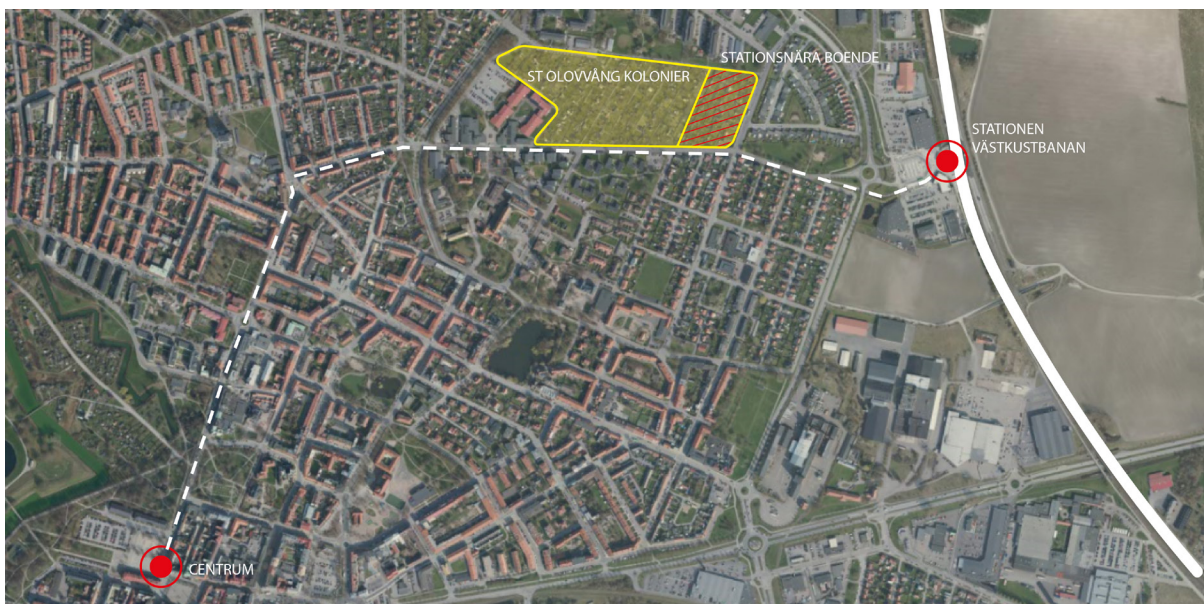 STATIONSNÄRA BOENDE
ST OLOVVÅNG KOLONIER
STATIONEN
VÄSTKUSTBANAN
CENTRUM